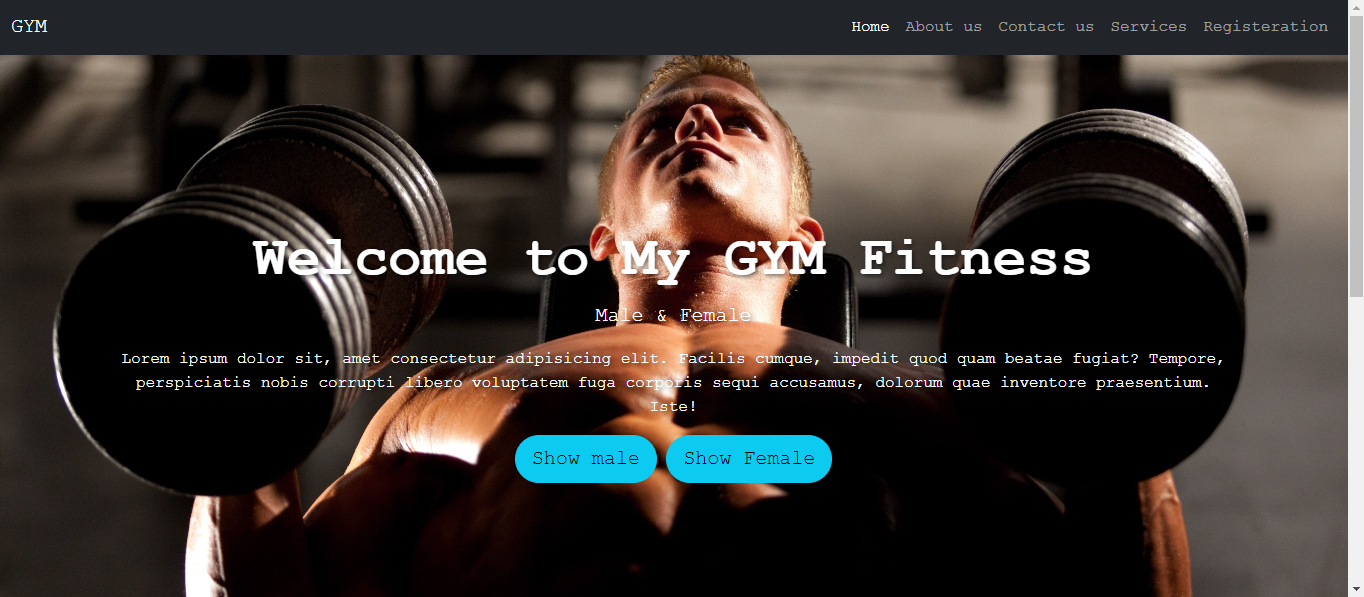 GYM
Home About us Contact us Services Registeration
Welcome to My GYM Fitness
Male & Female
Lorem ipsum dolor sit, amet consectetur adipisicing elit. Facilis cumque, impedit quod quam beatae fugiat? Tempore,
perspiciatis nobis corrupti libero voluptatem fuga corporis sequi accusamus, dolorum quae inventore praesentium.
Iste!
Show male Show Female